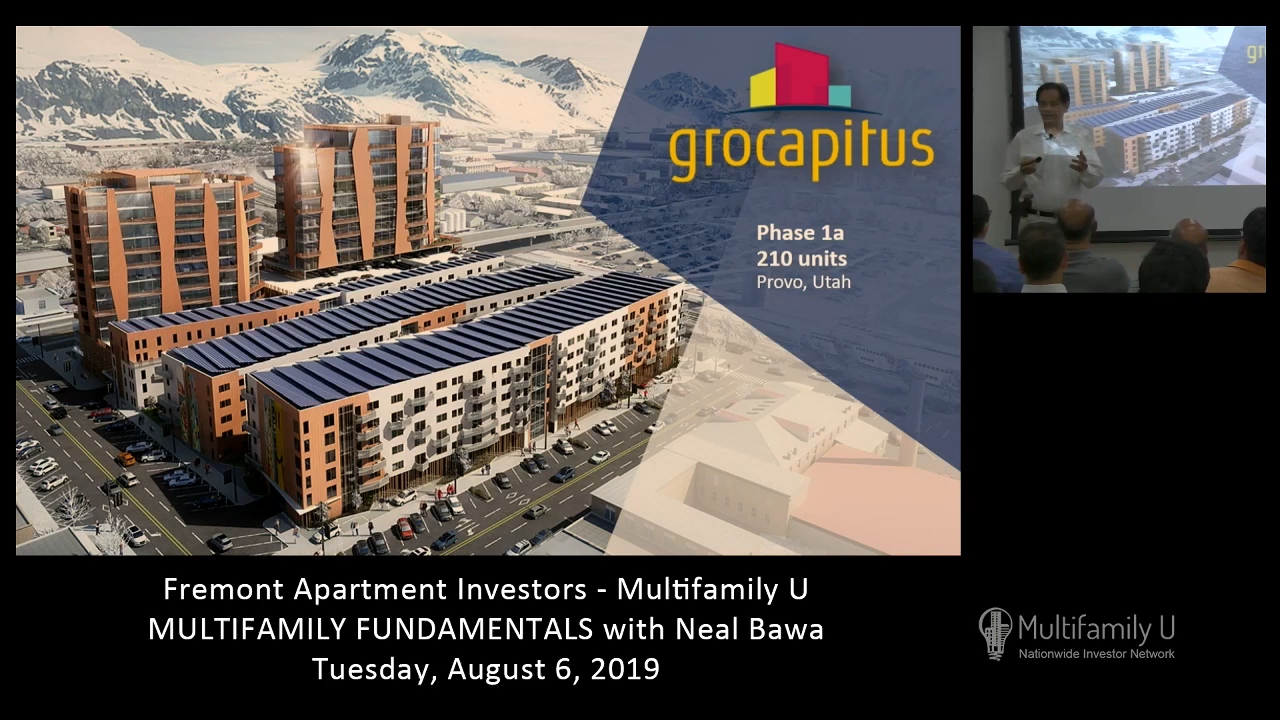 grocapitus
Phase 1a
210 units
Provo, Utah
gr
Fremont Apartment Investors - Multifamily U
MULTIFAMILY FUNDAMENTALS with Neal Bawa
Tuesday, August 6, 2019
Multifamily U
Nationwide Investor Network